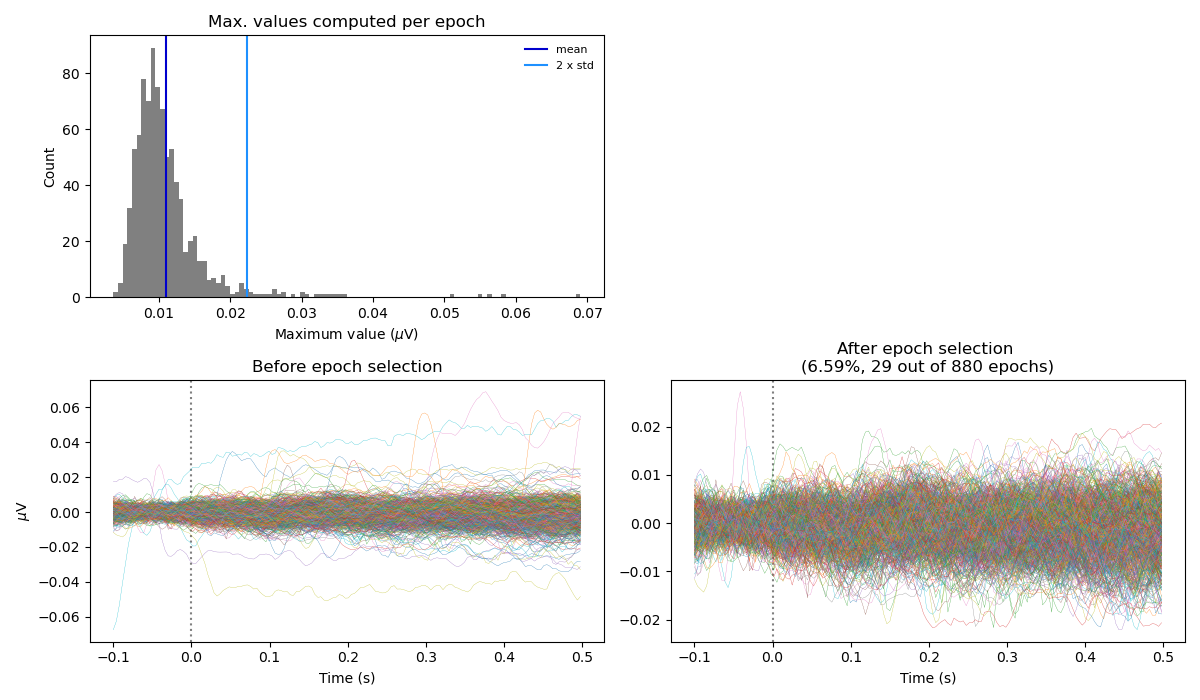 Max. values computed per epoch
mean
2 x std
80
60
40
20
0
Count
0.01 0.02 0.03 0.04 0.05 0.06 0.07
Maximum value (μV)
Before epoch selection
0.06
0.04
0.02
0.00
−0.02
−0.04
−0.06
μV
−0.1 0.0 0.1 0.2 0.3 0.4 0.5
Time (s)
After epoch selection
(6.59%, 29 out of 880 epochs)
0.02
0.01
0.00
−0.01
−0.02
−0.1 0.0 0.1 0.2 0.3 0.4 0.5
Time (s)